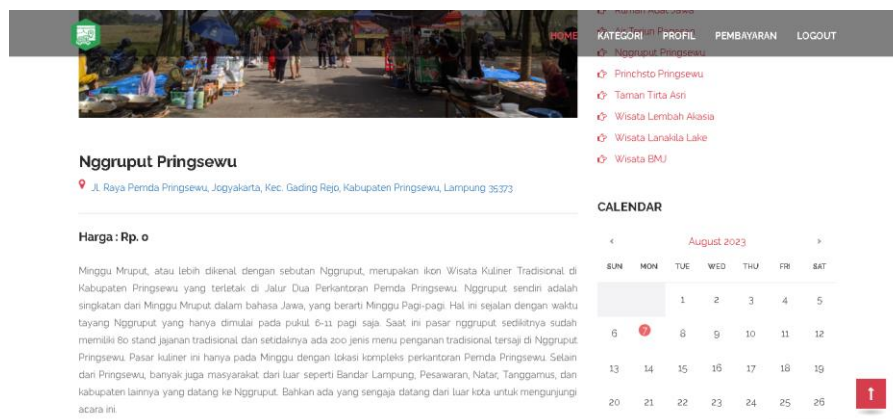 HOME KATEGORI PROFIL PEMBAYARAN LOGOUT
Nggruput Pringsewu
Princhsto Pringsewu
Taman Tirta Asri
Wisata Lembah Akasia
Wisata Lanakila Lake
Wisata BMJ
Nggruput Pringsewu
Jl. Raya Pemda Pringsewu, Jogyakarta, Kec. Gading Rejo, Kabupaten Pringsewu, Lampung 35373
Harga : Rp. 0
Minggu Mruput, atau lebih dikenal dengan sebutan Nggruput, merupakan ikon Wisata Kuliner Tradisional di
Kabupaten Pringsewu yang terletak di Jalur Dua Perkantoran Pemda Pringsewu. Nggruput sendiri adalah
singkatan dari Minggu Mruput dalam bahasa Jawa, yang berarti Minggu Pagi-pagi. Hal ini sejalan dengan waktu
tayang Nggruput yang hanya dimulai pada pukul 6-11 pagi saja. Saat ini pasar nggruput sedikitnya sudah
memiliki 80 stand jajanan tradisional dan setidaknya ada 200 jenis menu penganan tradisional tersaji di Nggruput
Pringsewu. Pasar kuliner ini hanya pada Minggu dengan lokasi kompleks perkantoran Pemda Pringsewu. Selain
dari Pringsewu, banyak juga masyarakat dari luar seperti Bandar Lampung, Pesawaran, Natar, Tanggamus, dan
kabupaten lainnya yang datang ke Nggruput. Bahkan ada yang sengaja datang dari luar kota untuk mengunjungi
acara ini.
CALENDAR
‹ August 2023 ›
SUN MON TUE WED THU FRI SAT
1 2 3 4 5
6 7 8 9 10 11 12
13 14 15 16 17 18 19
20 21 22 23 24 25 26